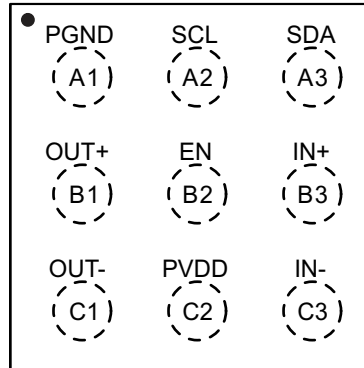 PGND SCL SDA
A1 A2 A3
OUT+ EN IN+
B1 B2 B3
OUT- PVDD IN-
C1 C2 C3